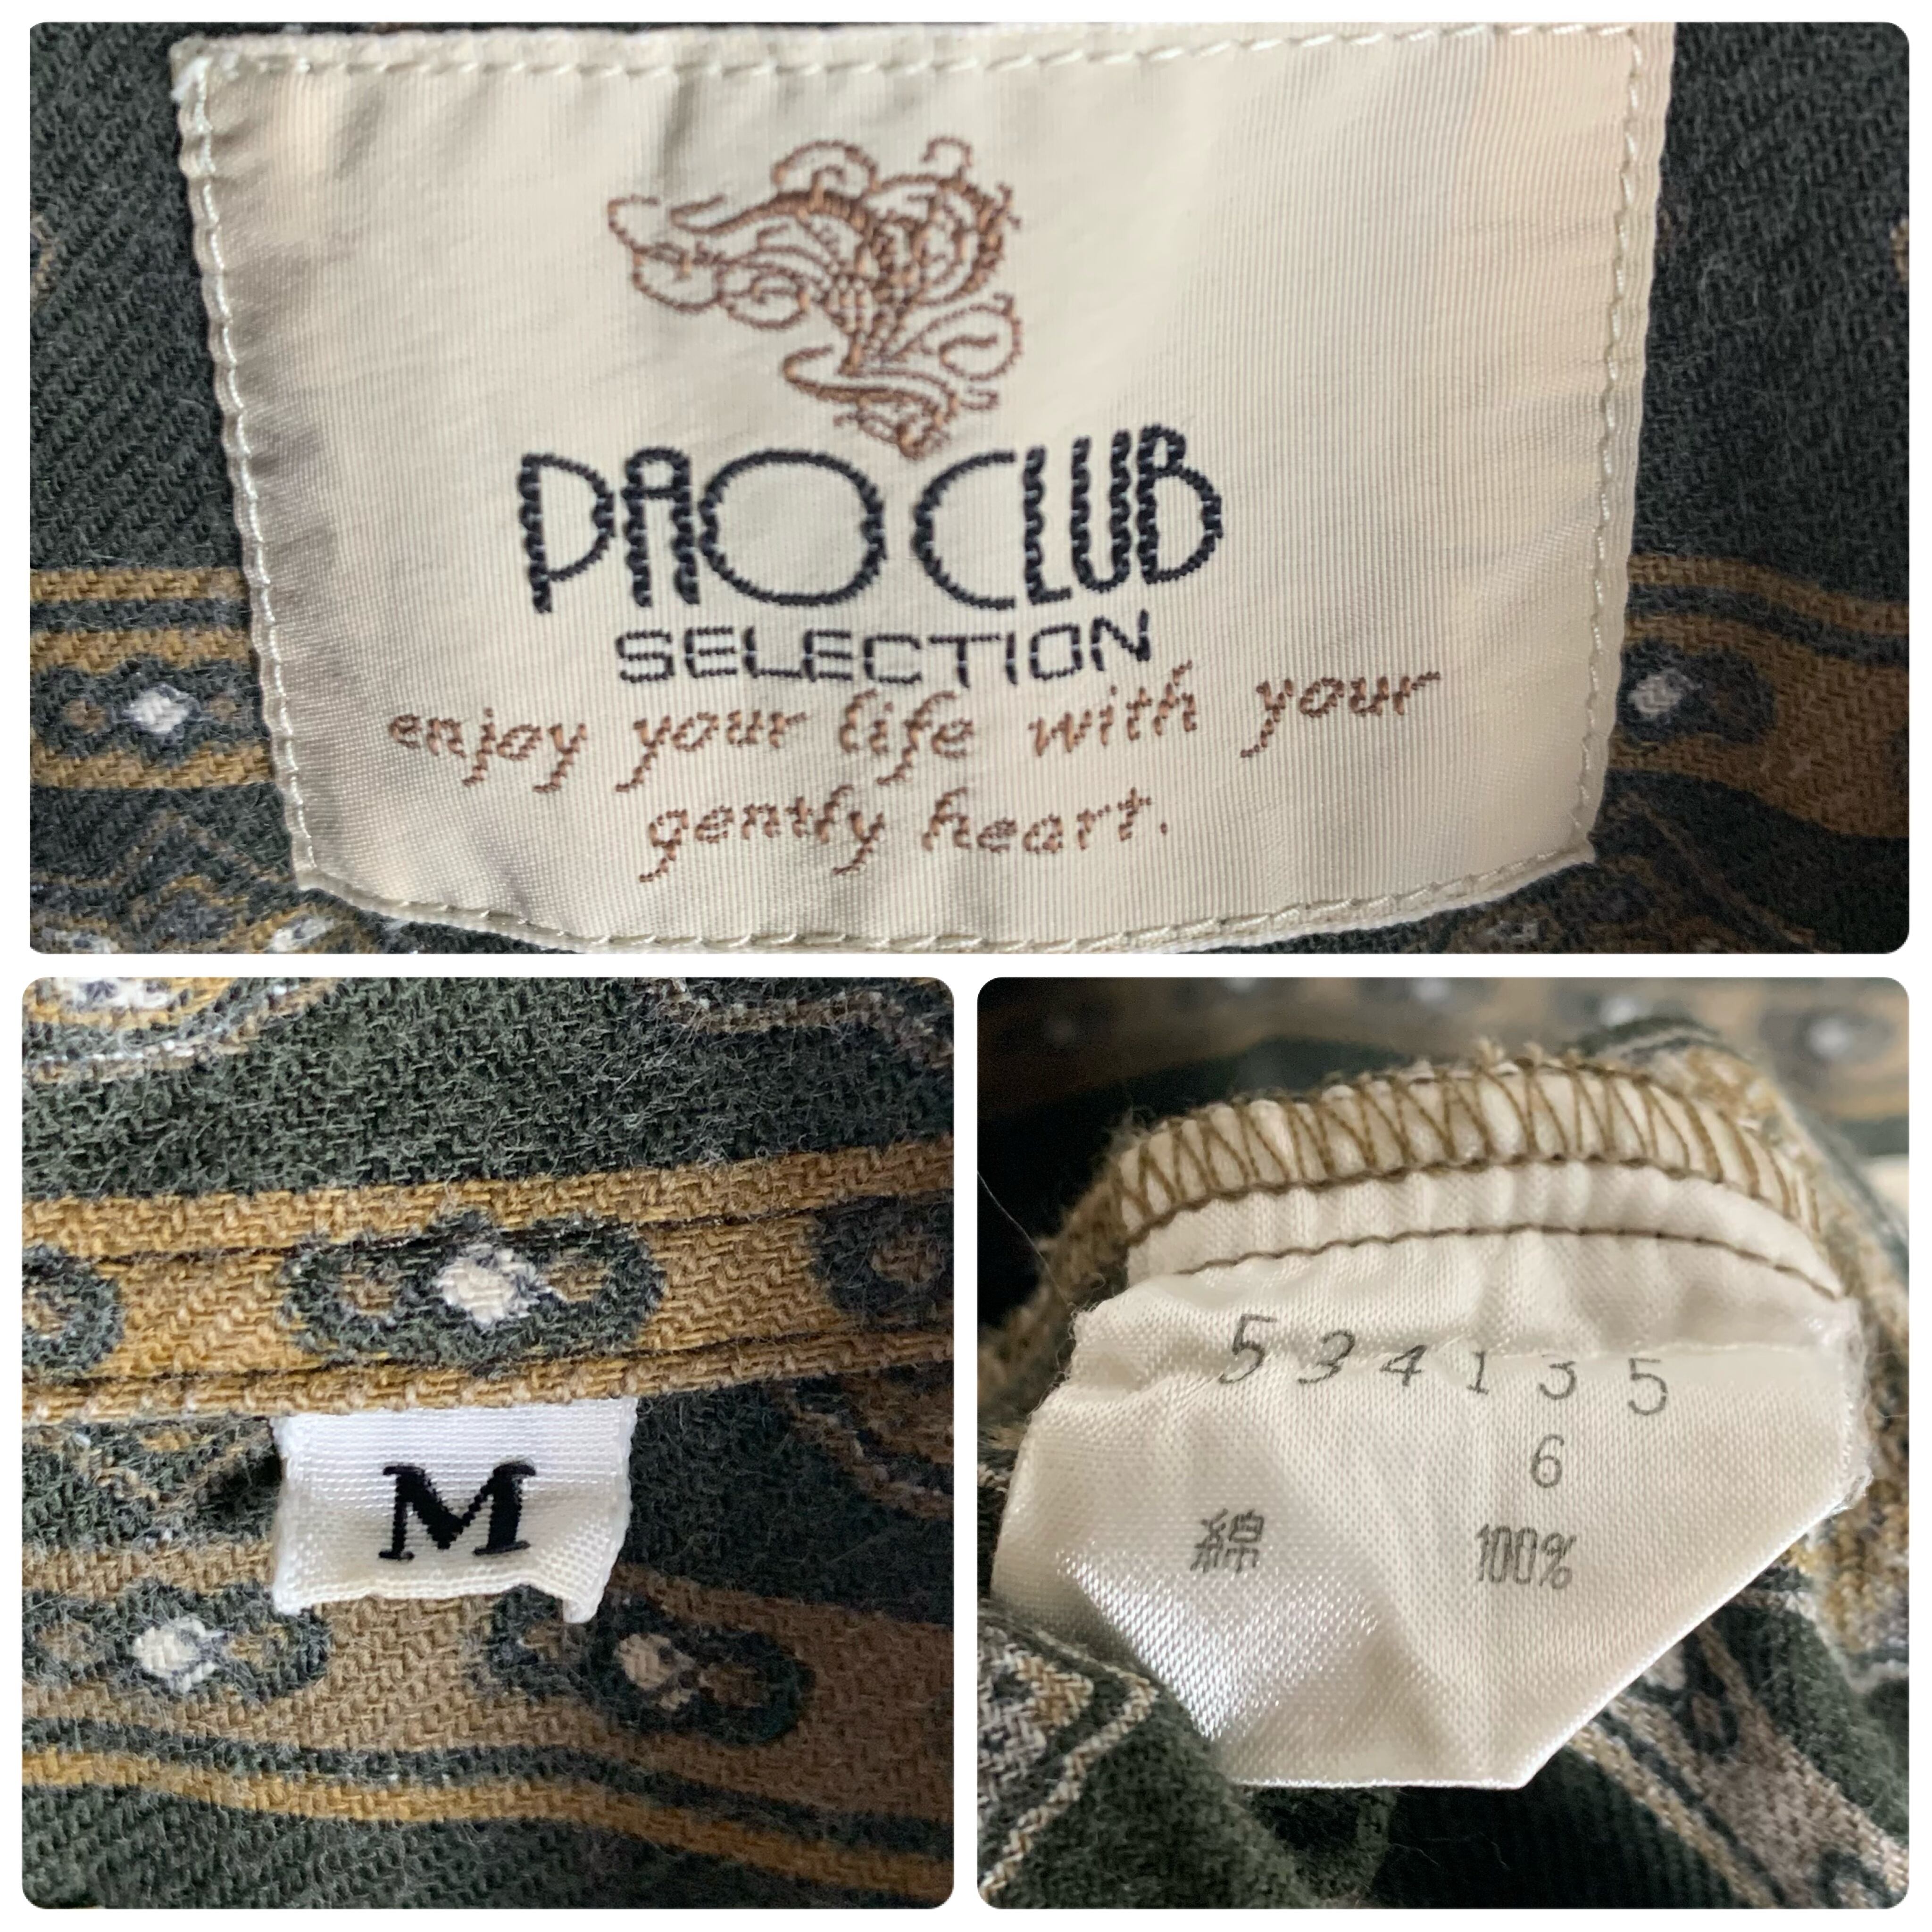 PAO CLUB
SELECTION
enjoy your life with your
gently heart.
M
534135
6
綿 100%